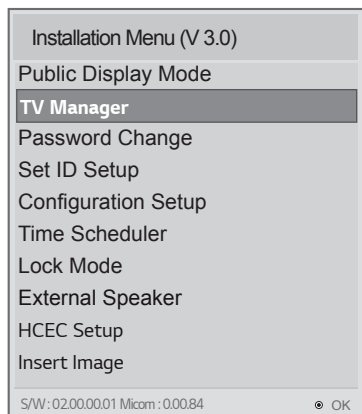 Installation Menu (V 3.0)
Public Display Mode
TV Manager
Password Change
Set ID Setup
Configuration Setup
Time Scheduler
Lock Mode
External Speaker
HCEC Setup
Insert Image
S/W : 02.00.00.01 Micom : 0.00.84 OK